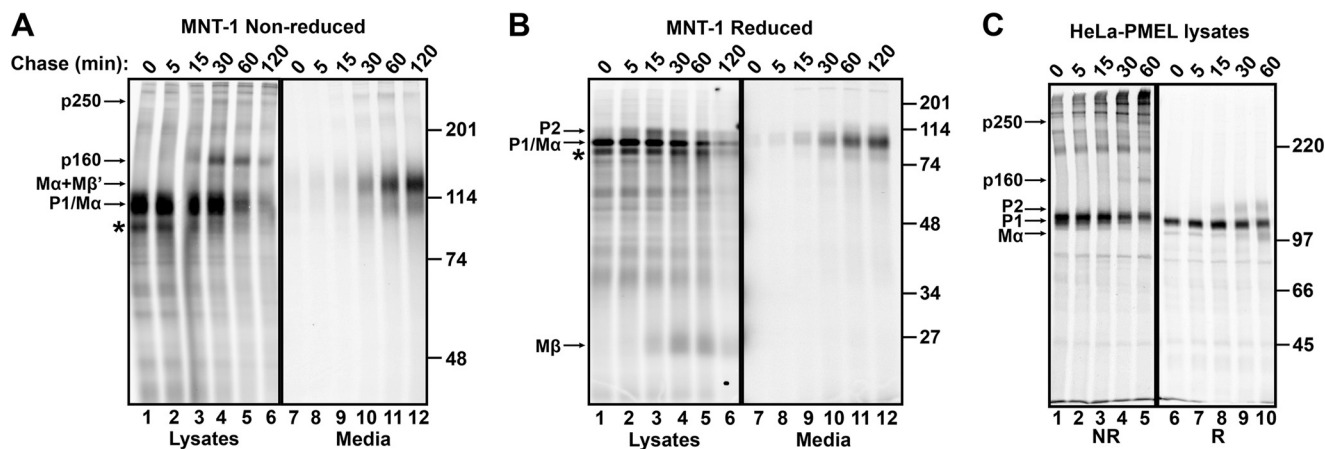 A
MNT-1 Non-reduced
Chase (min): 0 5 15 30 60 120 0 5 15 30 60 120
p250
p160
Mα+Mβ’
P1/Mα
*
201
114
74
48
1 2 3 4 5 6 7 8 9 10 11 12
Lysates Media
B
MNT-1 Reduced
0 5 15 30 60 120 0 5 15 30 60 120
P2
P1/Mα
*
Mβ
201
114
74
48
34
27
1 2 3 4 5 6 7 8 9 10 11 12
Lysates Media
C
HeLa-PMEL lysates
0 5 15 30 60 0 5 15 30 60
p250
p160
P2
P1
Mα
220
97
66
45
1 2 3 4 5 6 7 8 9 10
NR R